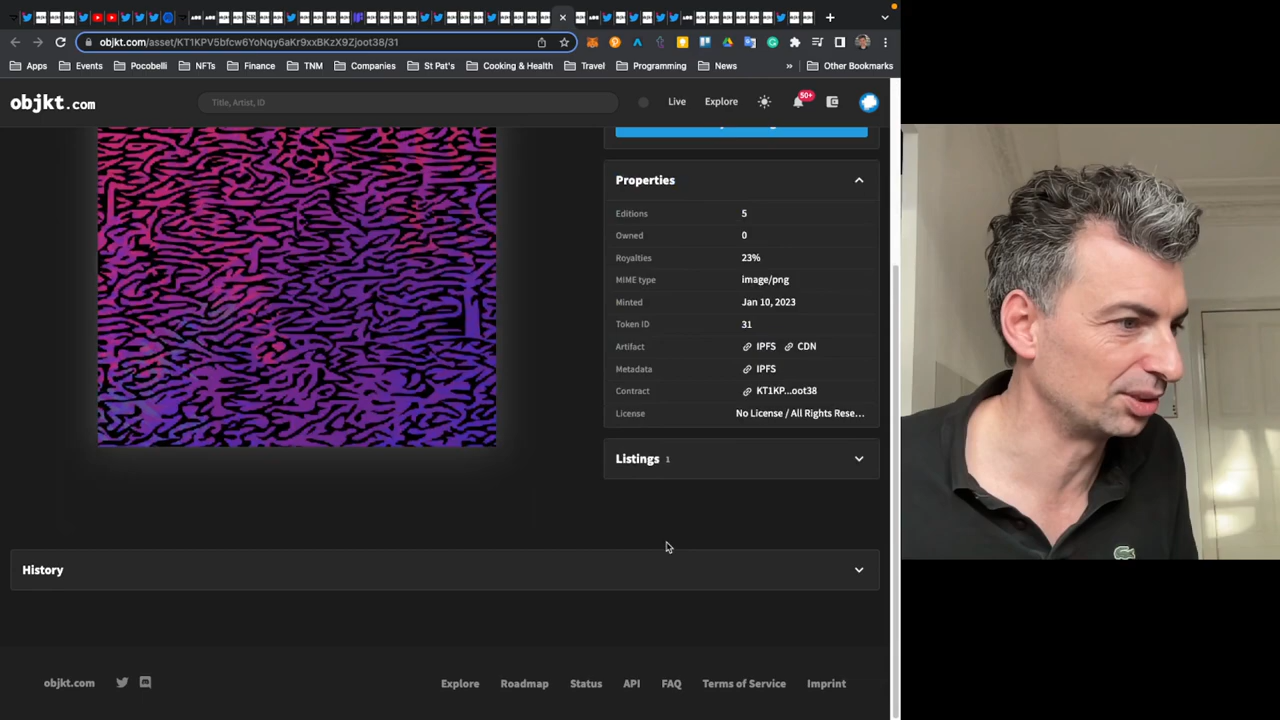 objkt.com/asset/KT1KPV5bfcw6YoNqy6aKr9xxBKzX9Zjoot38/31
Apps Events Pocobelli NFTs Finance TNM Companies St Pat's Cooking & Health Travel Programming News » Other Bookmarks
objkt.com Title, Artist, ID Live Explore 50+
Properties
Editions 5
Owned 0
Royalties 23%
MIME type image/png
Minted Jan 10, 2023
Token ID 31
Artifact IPFS CDN
Metadata IPFS
Contract KT1KP...oot38
License No License / All Rights Rese...
Listings 1
History
objkt.com Explore Roadmap Status API FAQ Terms of Service Imprint